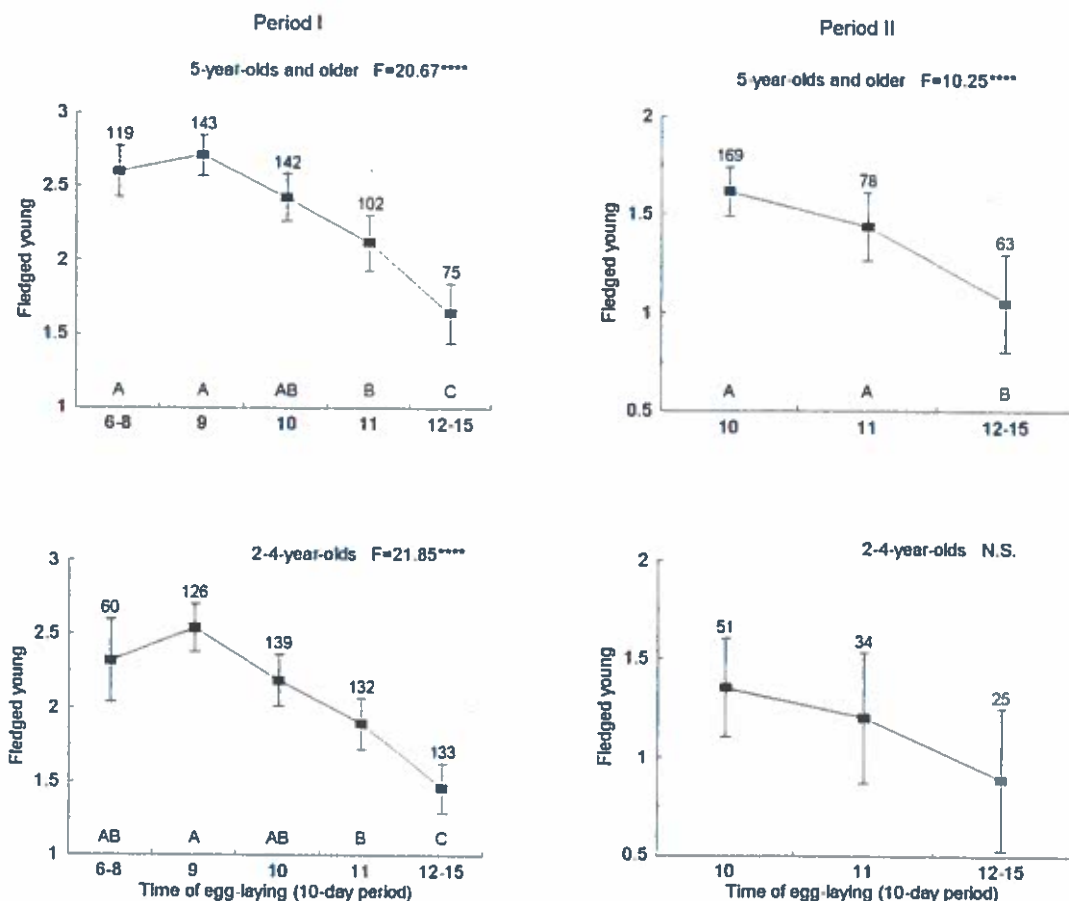 Period I
5-year-olds and older F=20.67****
3
2.5
2
1.5
1
Fledged young
119
143
142
102
75
A
A
AB
B
C
6-8
9
10
11
12-15
Period II
5-year-olds and older F=10.25****
2
1.5
1
0.5
Fledged young
169
78
63
A
A
B
10
11
12-15
2-4-year-olds F=21.85****
3
2.5
2
1.5
1
Fledged young
60
126
139
132
133
AB
A
AB
B
C
6-8
9
10
11
12-15
Time of egg-laying (10-day period)
2-4-year-olds N.S.
2
1.5
1
0.5
Fledged young
51
34
25
10
11
12-15
Time of egg-laying (10-day period)